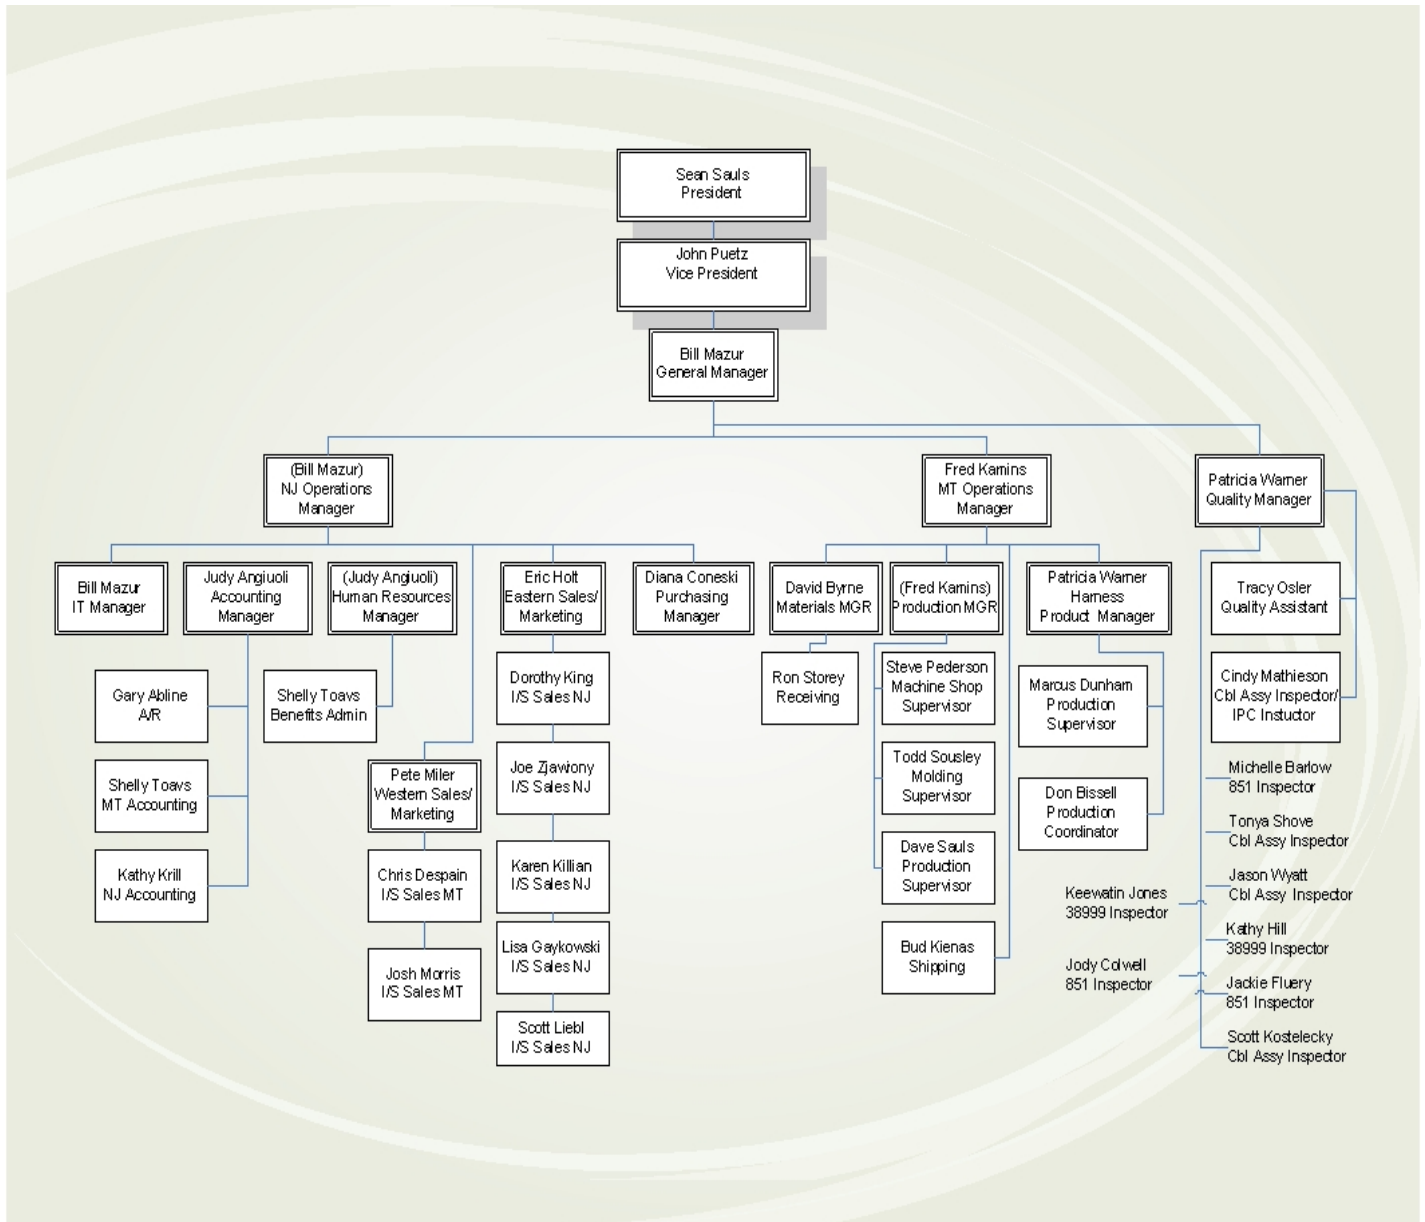 Sean Sauls
President
John Puetz
Vice President
Bill Mazur
General Manager
(Bill Mazur)
NJ Operations
Manager
Fred Kamins
MT Operations
Manager
Patricia Warner
Quality Manager
Bill Mazur
IT Manager
Judy Angiuoli
Accounting
Manager
(Judy Angiuoli)
Human Resources
Manager
Eric Hott
Eastern Sales/
Marketing
Diana Coneski
Purchasing
Manager
David Byrne
Materials MGR
(Fred Kamins)
Production MGR
Patricia Warner
Harness
Product Manager
Tracy Osler
Quality Assistant
Gary Abline
A/R
Shelly Toavs
MT Accounting
Kathy Krill
NJ Accounting
Shelly Toavs
Benefits Admin
Pete Miler
Western Sales/
Marketing
Chris Despain
I/S Sales MT
Josh Morris
I/S Sales MT
Dorothy King
I/S Sales NJ
Joe Zjawiony
I/S Sales NJ
Karen Killian
I/S Sales NJ
Lisa Gaykowski
I/S Sales NJ
Scott Liebl
I/S Sales NJ
Ron Storey
Receiving
Steve Pederson
Machine Shop
Supervisor
Todd Sousley
Molding
Supervisor
Dave Sauls
Production
Supervisor
Bud Kienas
Shipping
Marcus Dunham
Production
Supervisor
Don Bissell
Production
Coordinator
Cindy Mathieson
Cbl Assy Inspector/
IPC Instuctor
Michelle Barlow
851 Inspector
Tonya Shove
Cbl Assy Inspector
Jason Wyatt
Cbl Assy Inspector
Keewatin Jones
38999 Inspector
Kathy Hill
38999 Inspector
Jody Colwell
851 Inspector
Jackie Fluery
851 Inspector
Scott Kostelecky
Cbl Assy Inspector